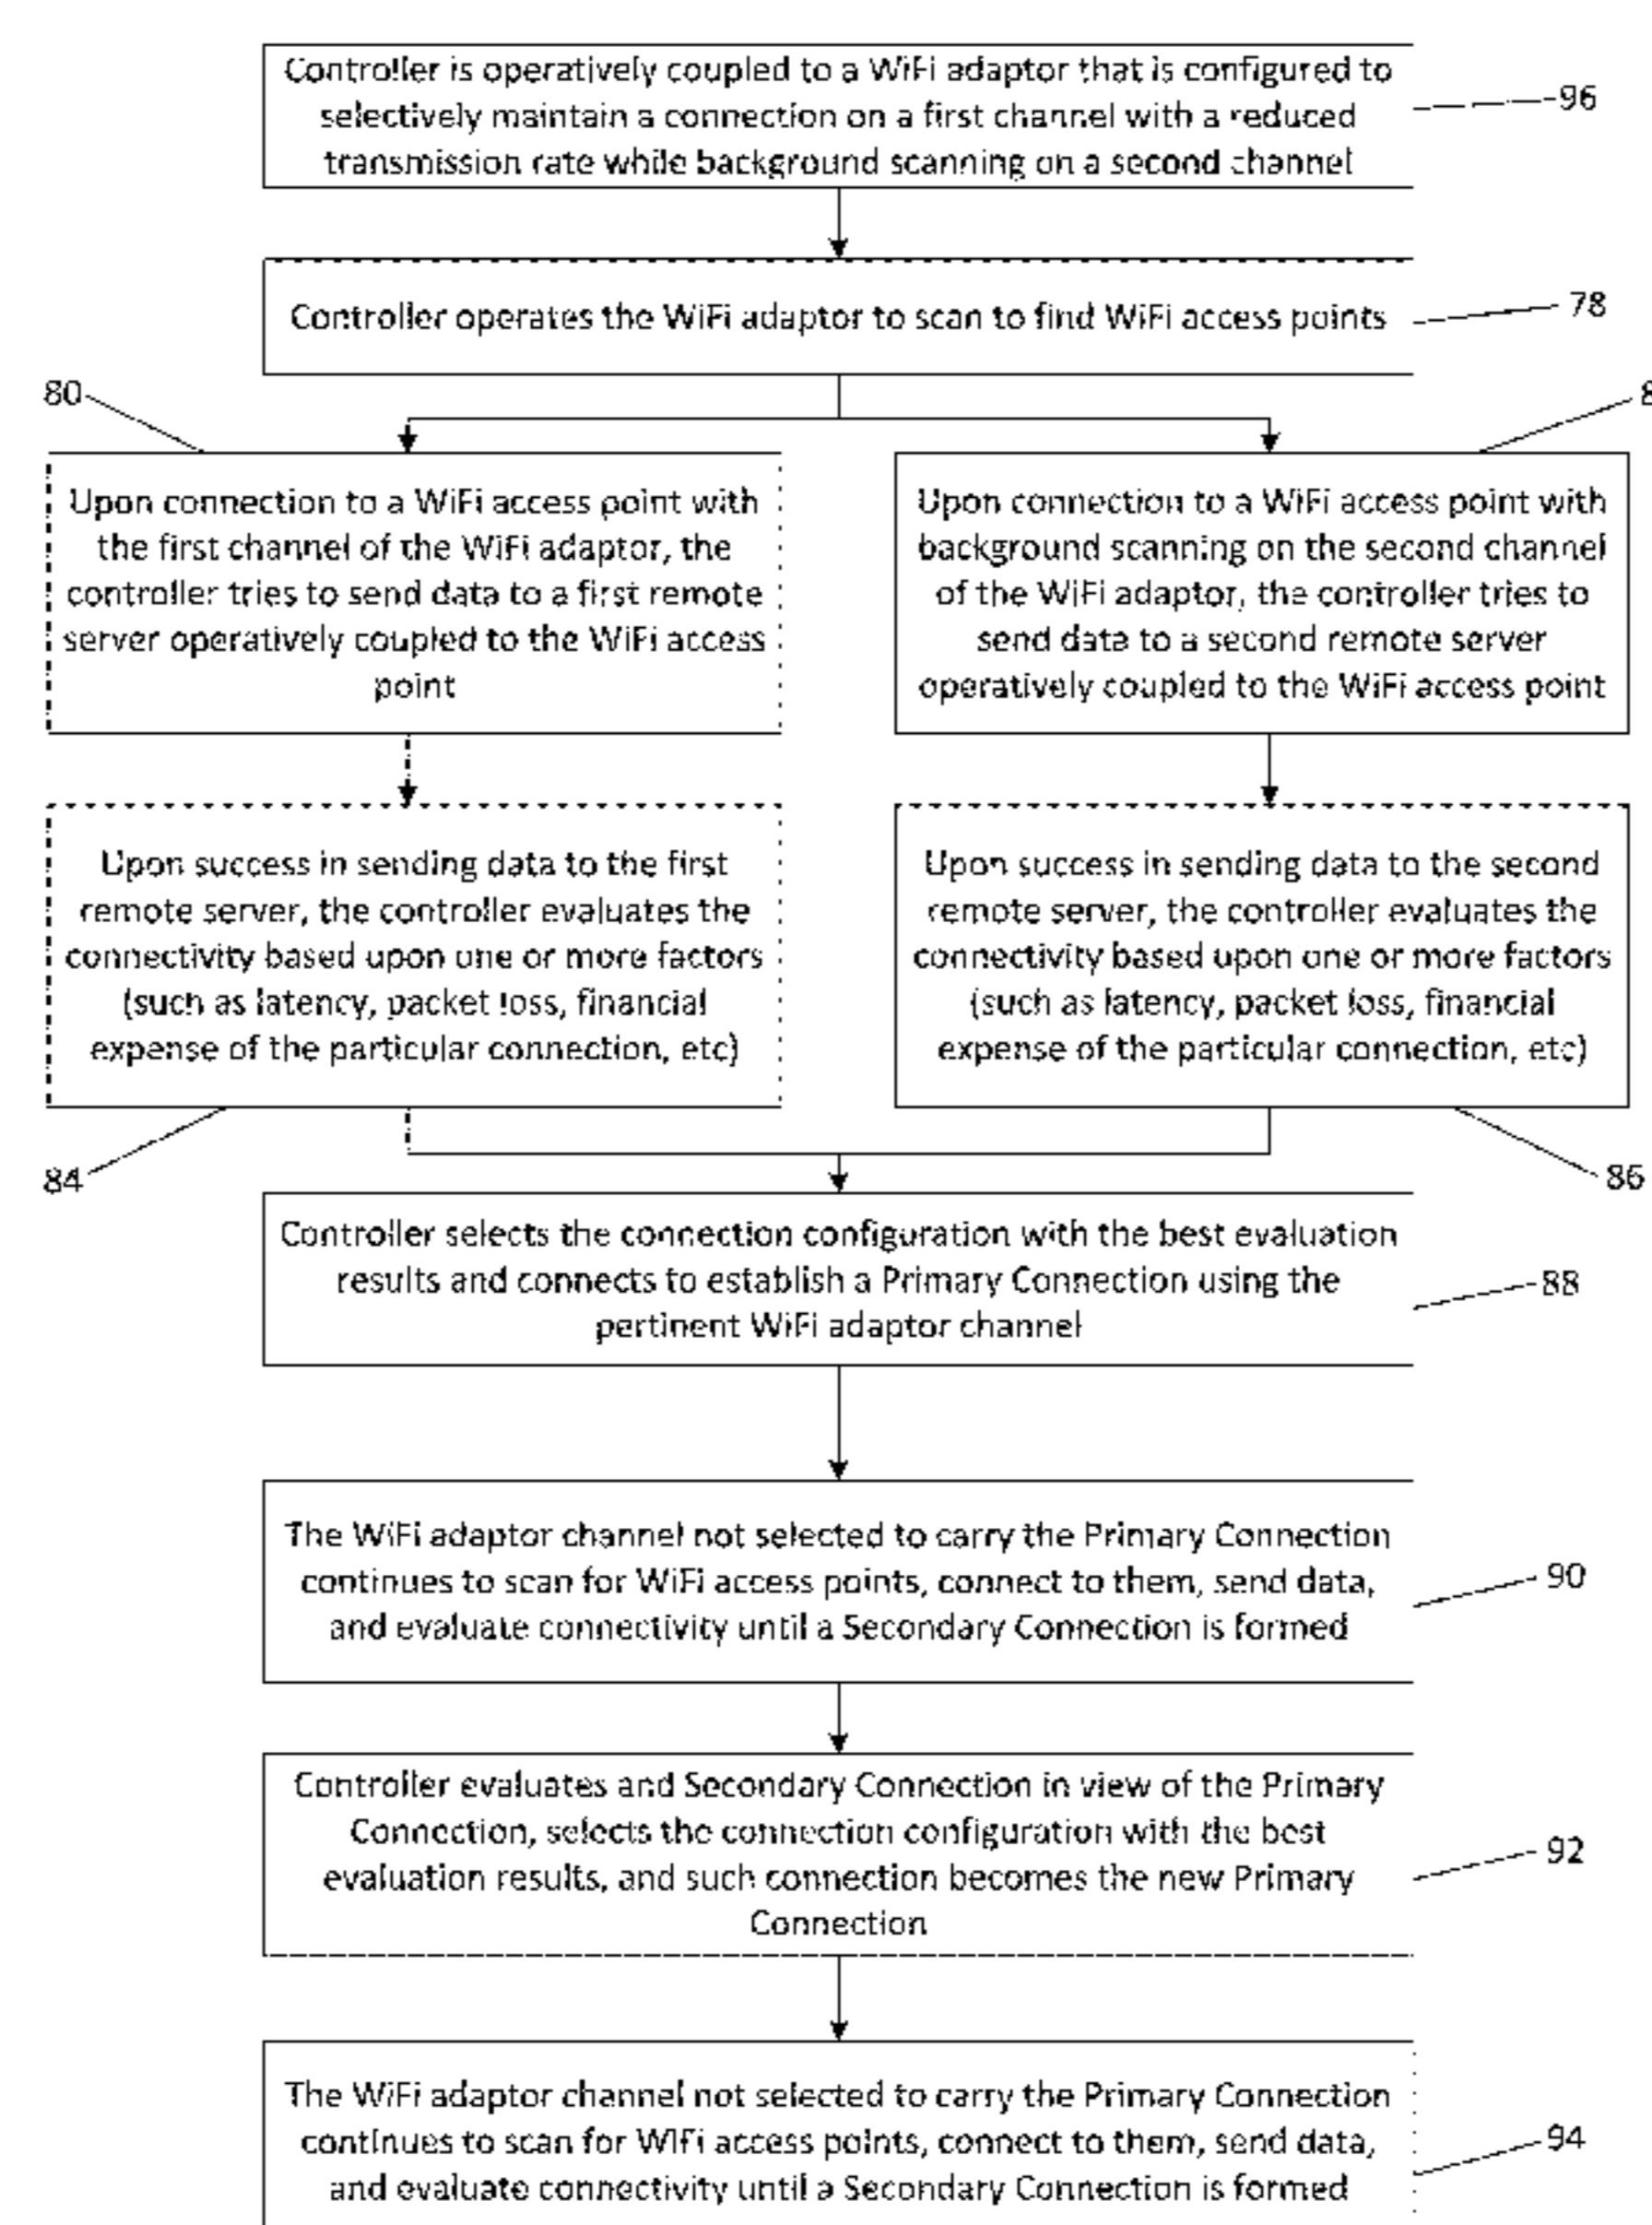 Controller is operatively coupled to a WiFi adaptor that is configured to
selectively maintain a connection on a first channel with a reduced
transmission rate while background scanning on a second channel
96
Controller operates the WiFi adaptor to scan to find WiFi access points
78
80
8
Upon connection to a WiFi access point with
the first channel of the WiFi adaptor, the
controller tries to send data to a first remote
server operatively coupled to the WiFi access
point
Upon connection to a WiFi access point with
background scanning on the second channel
of the WiFi adaptor, the controller tries to
send data to a second remote server
operatively coupled to the WiFi access point
Upon success in sending data to the first
remote server, the controller evaluates the
connectivity based upon one or more factors
(such as latency, packet loss, financial
expense of the particular connection, etc)
Upon success in sending data to the second
remote server, the controller evaluates the
connectivity based upon one or more factors
(such as latency, packet loss, financial
expense of the particular connection, etc)
84
86
Controller selects the connection configuration with the best evaluation
results and connects to establish a Primary Connection using the
pertinent WiFi adaptor channel
88
The WiFi adaptor channel not selected to carry the Primary Connection
continues to scan for WiFi access points, connect to them, send data,
and evaluate connectivity until a Secondary Connection is formed
90
Controller evaluates and Secondary Connection in view of the Primary
Connection, selects the connection configuration with the best
evaluation results, and such connection becomes the new Primary
Connection
92
The WiFi adaptor channel not selected to carry the Primary Connection
continues to scan for WiFi access points, connect to them, send data,
and evaluate connectivity until a Secondary Connection is formed
94